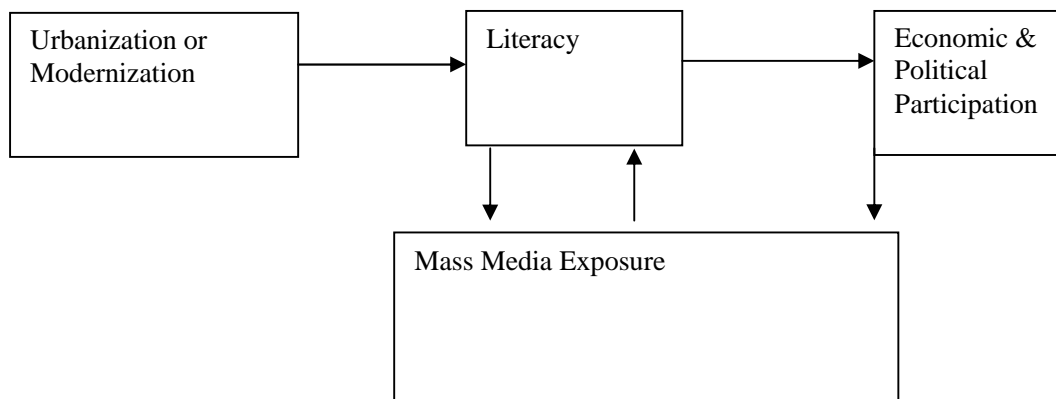 Urbanization or
Modernization
Literacy
Economic &
Political
Participation
Mass Media Exposure